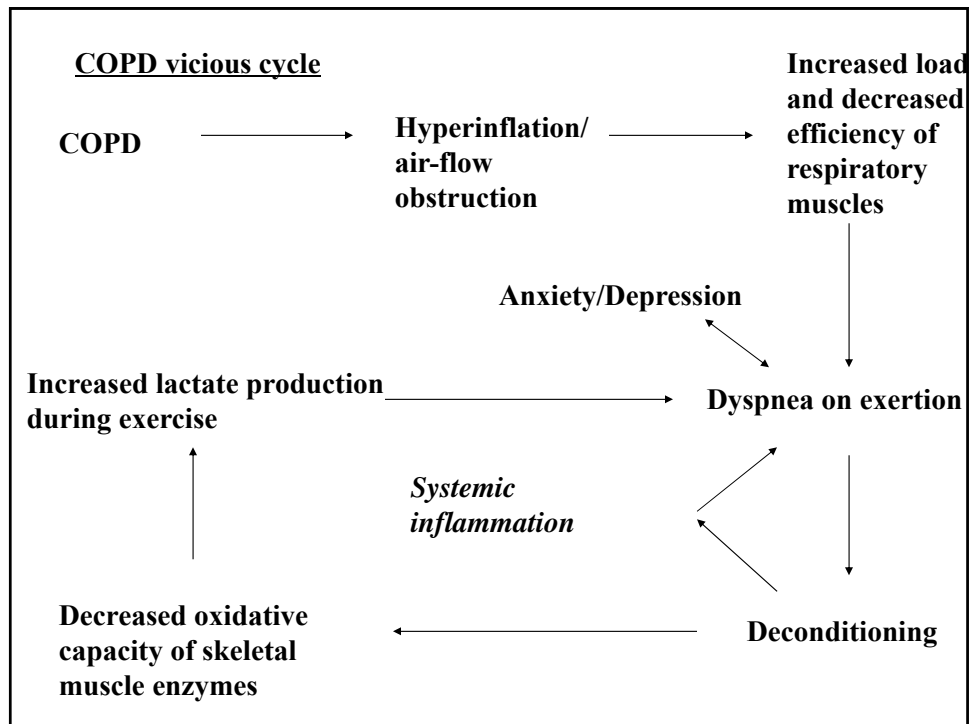 COPD vicious cycle
COPD
Hyperinflation/
air-flow
obstruction
Increased load
and decreased
efficiency of
respiratory
muscles
Anxiety/Depression
Increased lactate production
during exercise
Dyspnea on exertion
Systemic
inflammation
Decreased oxidative
capacity of skeletal
muscle enzymes
Deconditioning